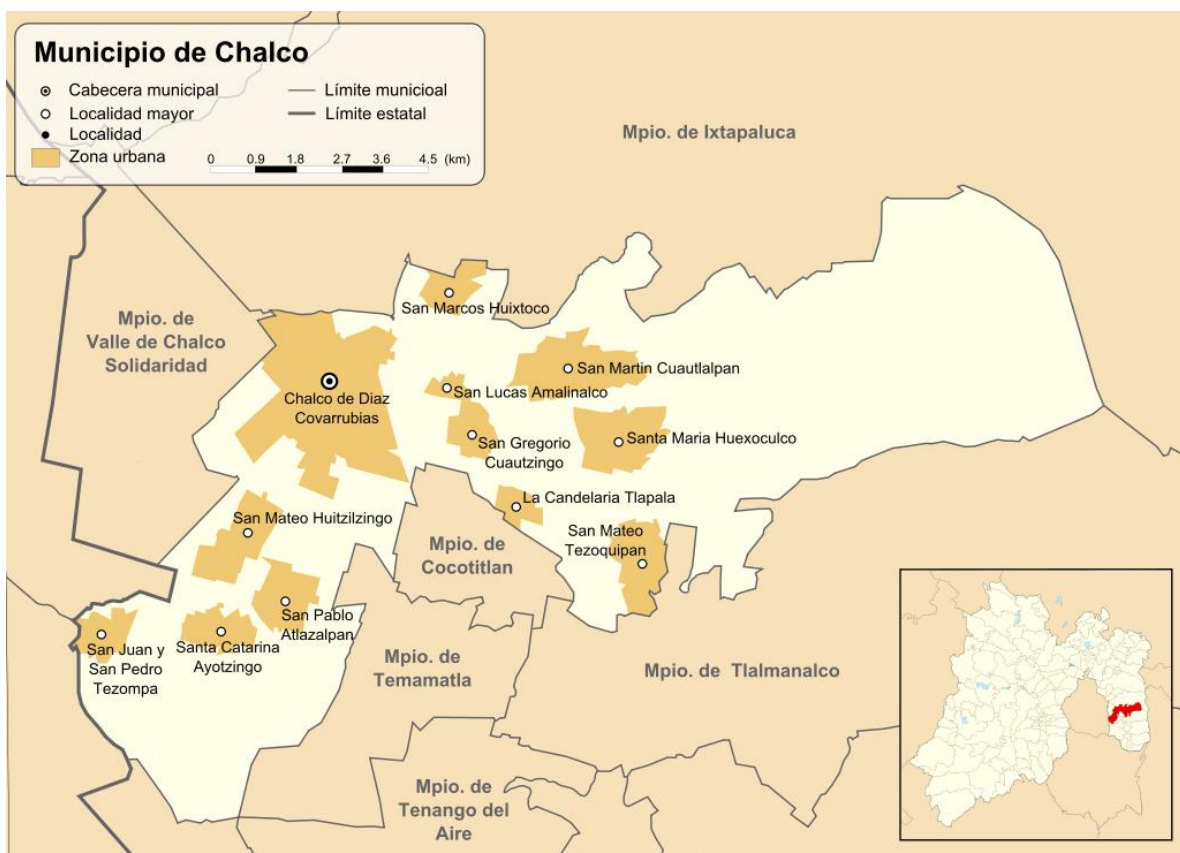 Municipio de Chalco
Cabecera municipal
Localidad mayor
Localidad
Zona urbana
Límite municioal
Límite estatal
0 0.9 1.8 2.7 3.6 4.5 (km)
Mpio. de Ixtapaluca
Mpio. de
Valle de Chalco
Solidaridad
San Marcos Huixtoco
San Martin Cuautlalpan
Chalco de Diaz
Covarrubias
San Lucas Amalinalco
San Gregorio
Cuautzingo
Santa Maria Huexoculco
La Candelaria Tlapala
San Mateo Huitzilzingo
San Mateo
Tezoquipan
Mpio. de
Cocotitlan
San Pablo
Atlazalpan
San Juan y
San Pedro
Tezompa
Santa Catarina
Ayotzingo
Mpio. de
Temamatla
Mpio. de Tlalmanalco
Mpio. de
Tenango del
Aire